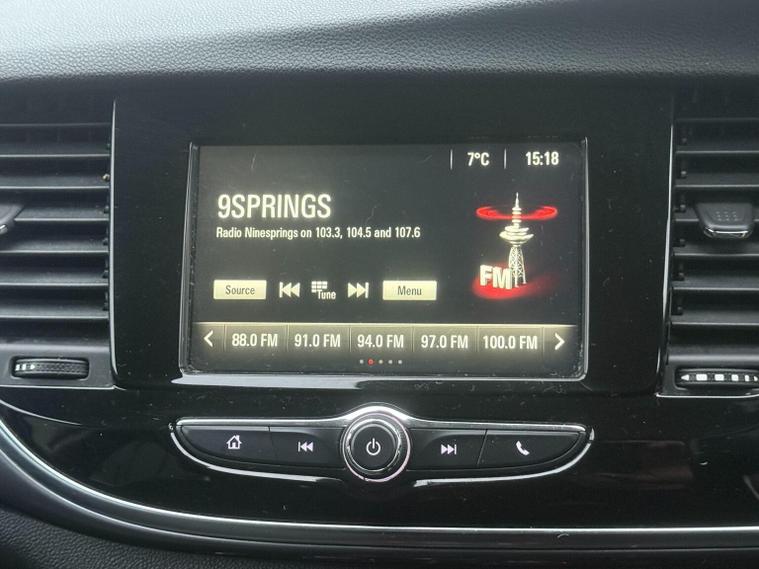 7°C 15:18
9SPRINGS
Radio Ninesprings on 103.3, 104.5 and 107.6
FM
Source Tune Menu
88.0 FM 91.0 FM 94.0 FM 97.0 FM 100.0 FM